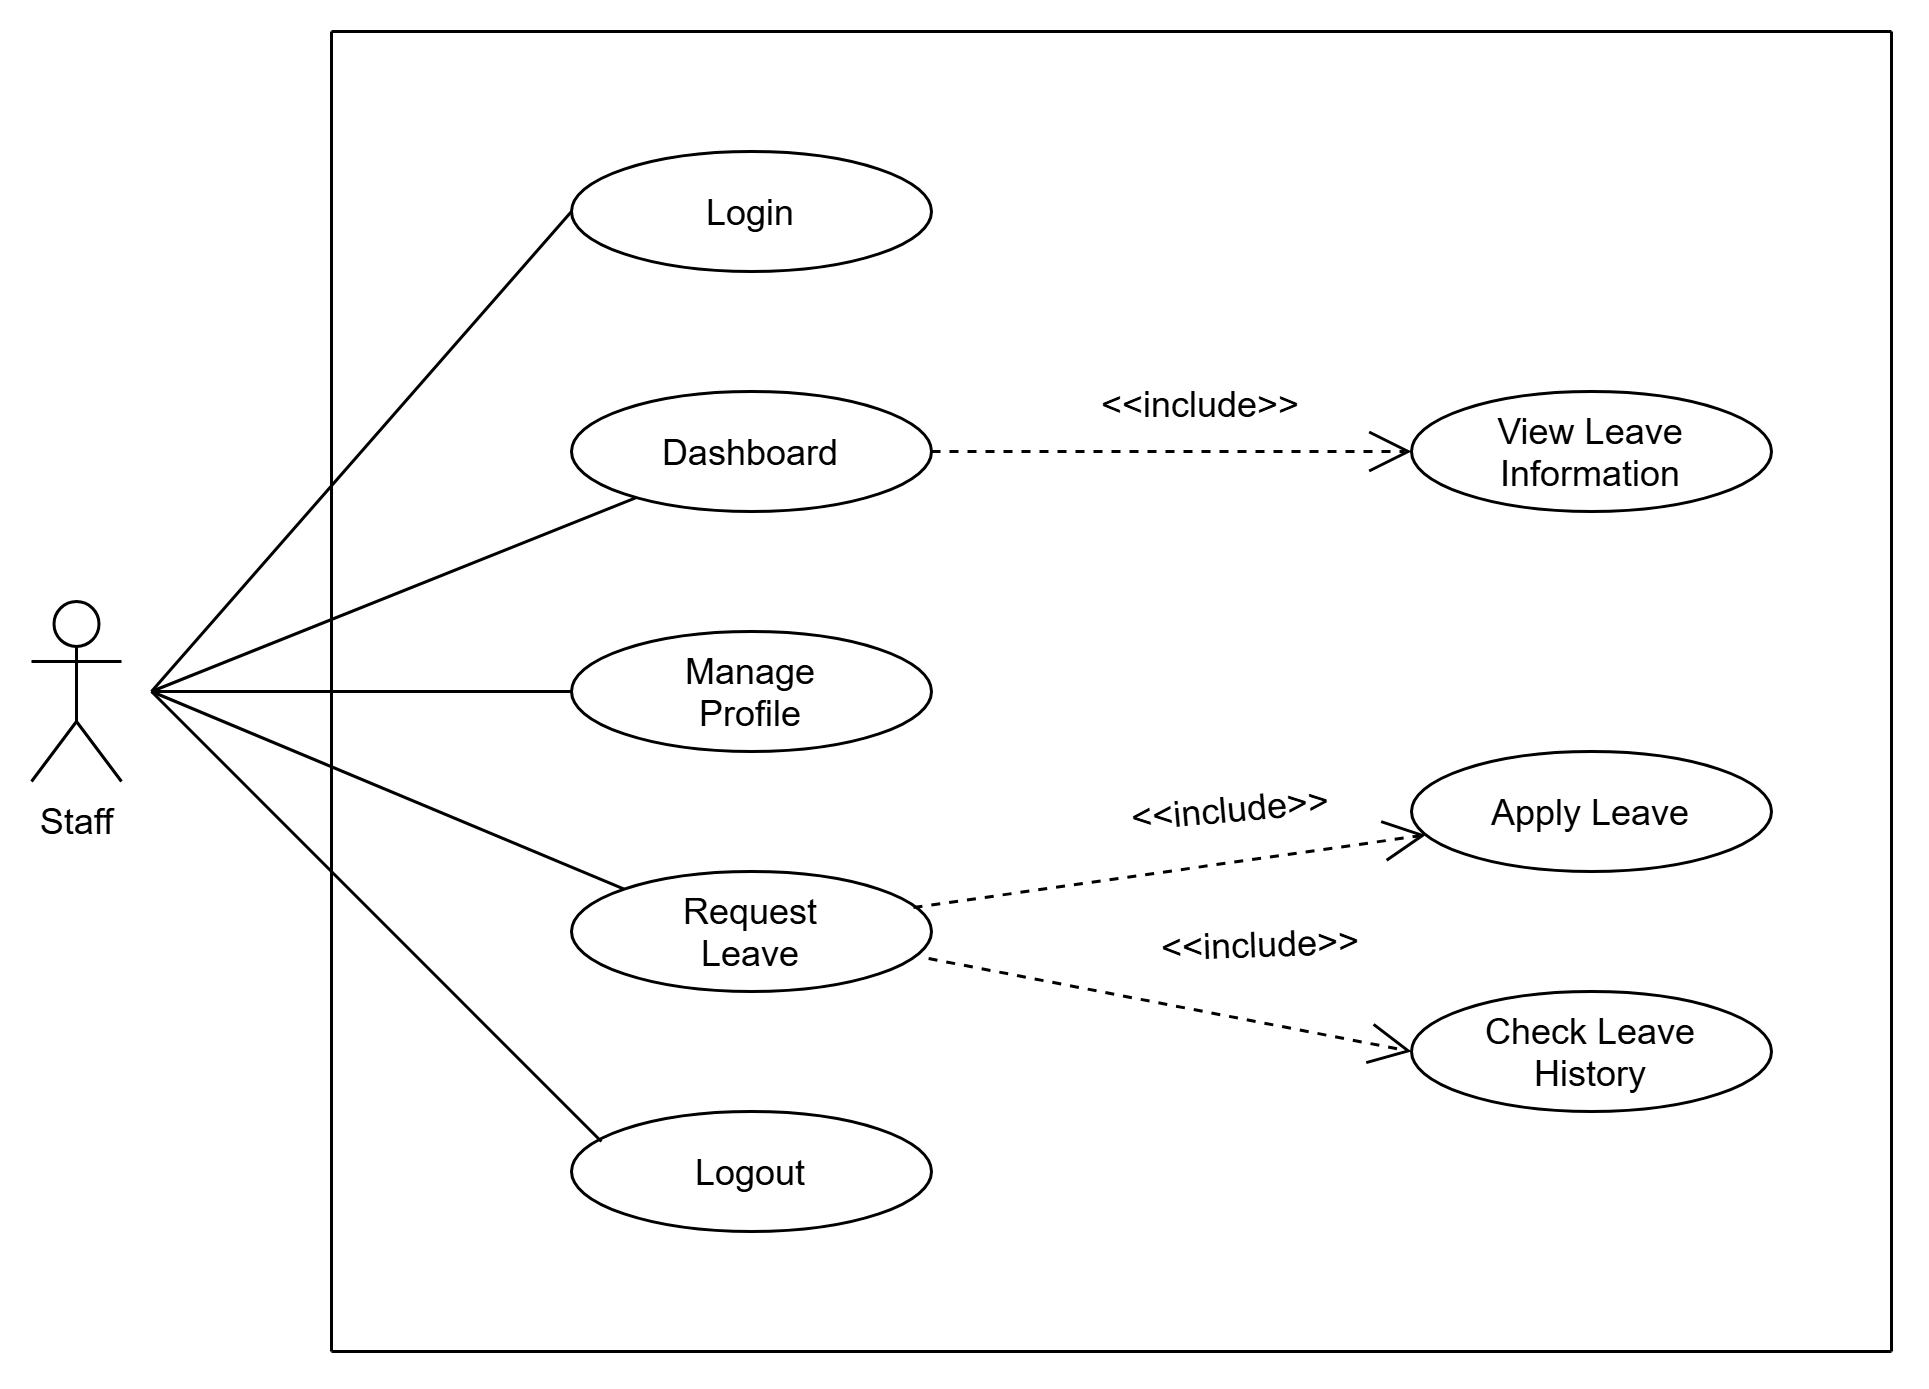 Login
Dashboard
<<include>>
View Leave
Information
Manage
Profile
Staff
Request
Leave
<<include>>
Apply Leave
<<include>>
Check Leave
History
Logout